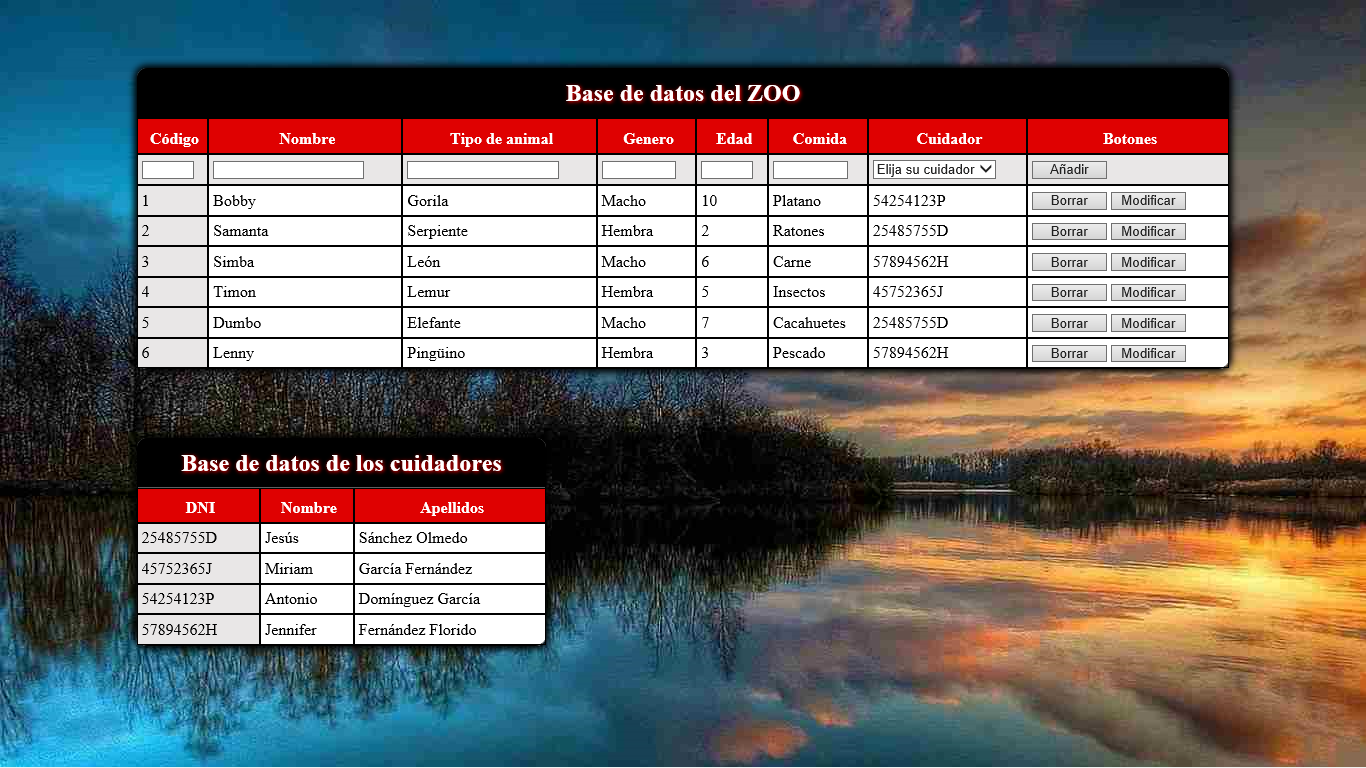 Base de datos del ZOO
Código Nombre Tipo de animal Genero Edad Comida Cuidador Botones
Elija su cuidador Añadir
1 Bobby Gorila Macho 10 Platano 54254123P Borrar Modificar
2 Samanta Serpiente Hembra 2 Ratones 25485755D Borrar Modificar
3 Simba León Macho 6 Carne 57894562H Borrar Modificar
4 Timon Lemur Hembra 5 Insectos 45752365J Borrar Modificar
5 Dumbo Elefante Macho 7 Cacahuetes 25485755D Borrar Modificar
6 Lenny Pingüino Hembra 3 Pescado 57894562H Borrar Modificar
Base de datos de los cuidadores
DNI Nombre Apellidos
25485755D Jesús Sánchez Olmedo
45752365J Miriam García Fernández
54254123P Antonio Domínguez García
57894562H Jennifer Fernández Florido